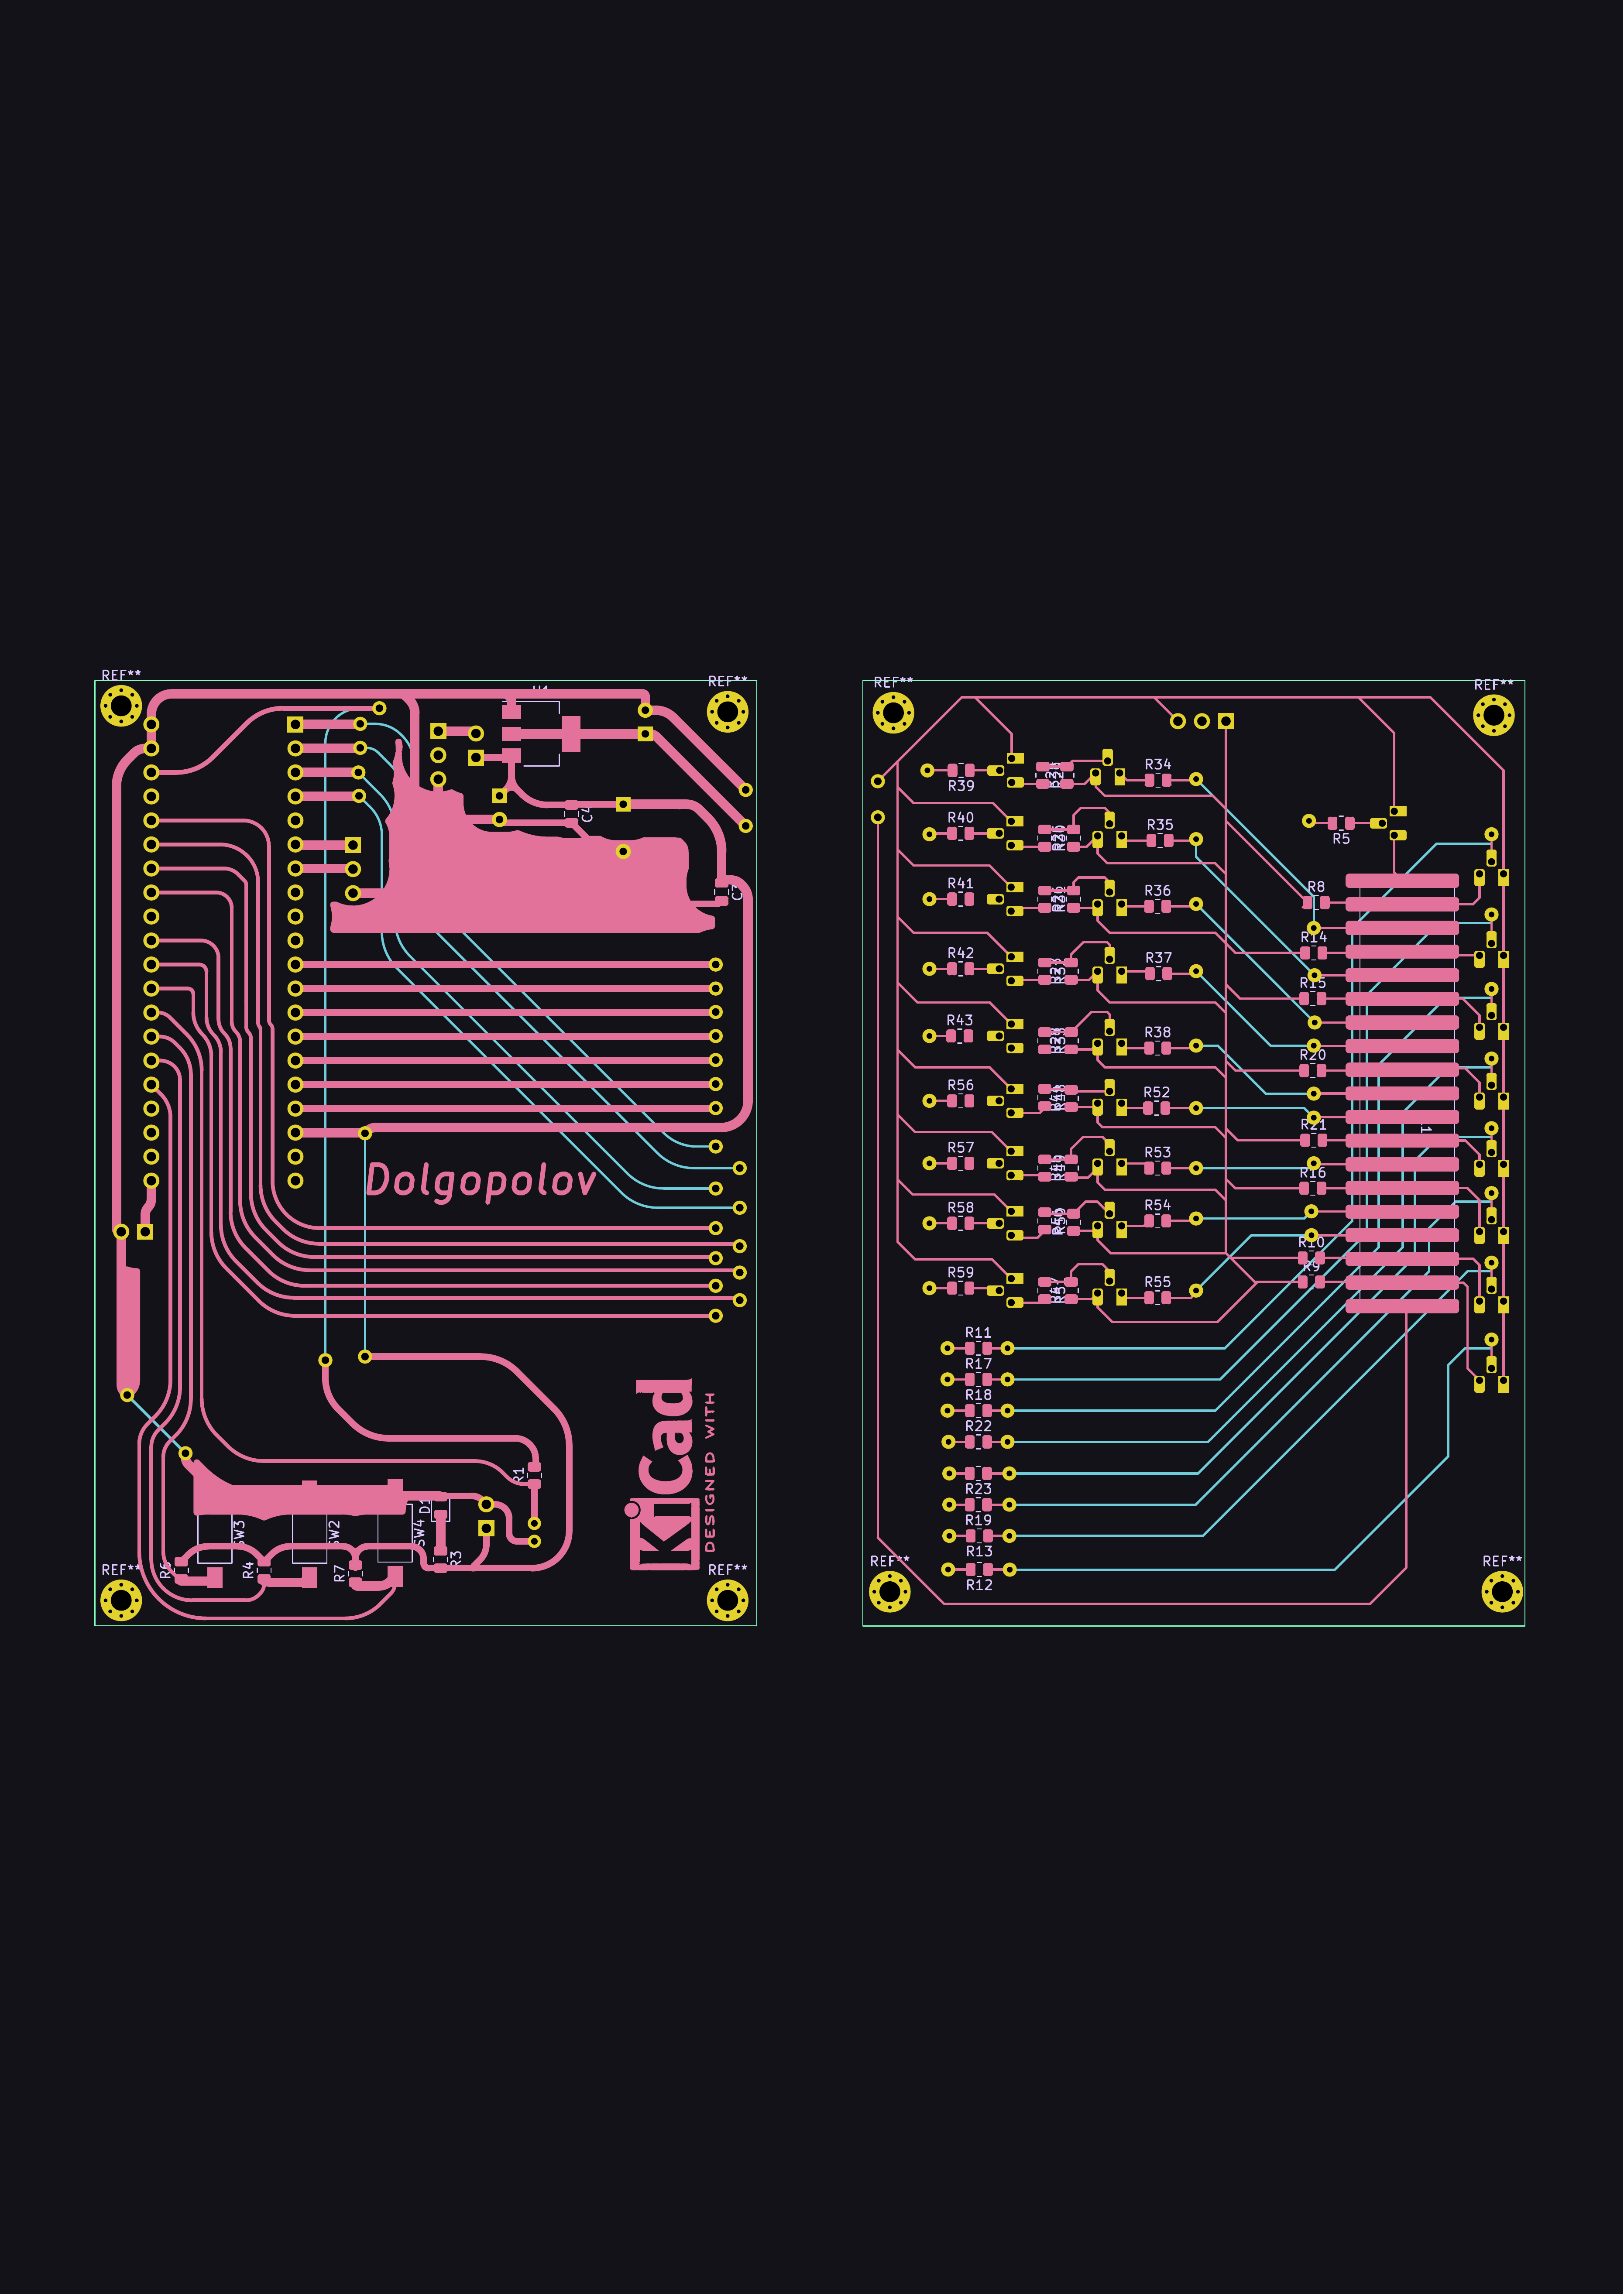 REF**
REF**
C4
C3
Dolgopolov
KiCad
DESIGNED WITH
R1
D1
SW3
SW2
SW4
R3
R6
R4
R7
REF**
REF**
REF**
REF**
R39
R34
R5
R40
R35
R8
R41
R36
R42
R37
R14
R15
R43
R38
R20
R56
R52
R21
R57
R53
R16
R58
R54
R10
R9
R59
R55
R11
R17
R18
R22
R23
R19
R13
R12
REF**
REF**